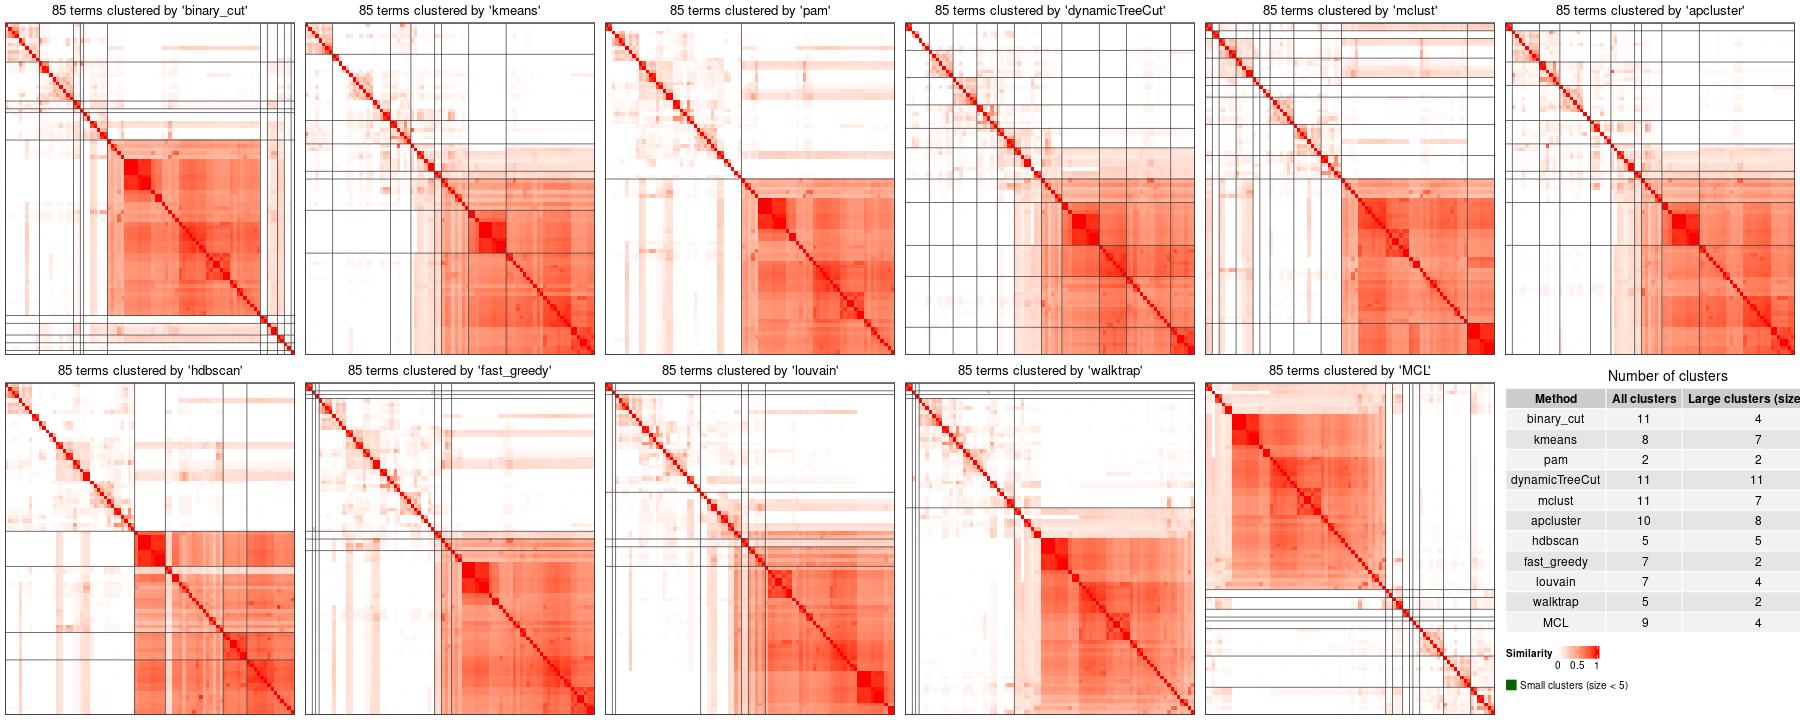 85 terms clustered by 'binary_cut'
85 terms clustered by 'kmeans'
85 terms clustered by 'pam'
85 terms clustered by 'dynamicTreeCut'
85 terms clustered by 'mclust'
85 terms clustered by 'apcluster'
85 terms clustered by 'hdbscan'
85 terms clustered by 'fast_greedy'
85 terms clustered by 'louvain'
85 terms clustered by 'walktrap'
85 terms clustered by 'MCL'
Number of clusters
Method All clusters Large clusters (size
binary_cut 11 4
kmeans 8 7
pam 2 2
dynamicTreeCut 11 11
mclust 11 7
apcluster 10 8
hdbscan 5 5
fast_greedy 7 2
louvain 7 4
walktrap 5 2
MCL 9 4
Similarity
0 0.5 1
Small clusters (size < 5)